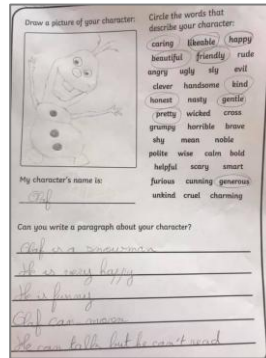 Draw a picture of your character:
Circle the words that
describe your character:
caring likeable happy
beautiful friendly rude
angry ugly sly evil
clever handsome kind
honest nasty gentle
pretty wicked cross
grumpy horrible brave
shy mean noble
polite wise calm bold
helpful scary smart
furious cunning generous
unkind cruel charming
My character's name is:
Olaf
Can you write a paragraph about your character?
Olaf is a snowman
He is very happy
He is funny
Olaf can
He can talk but he can't read